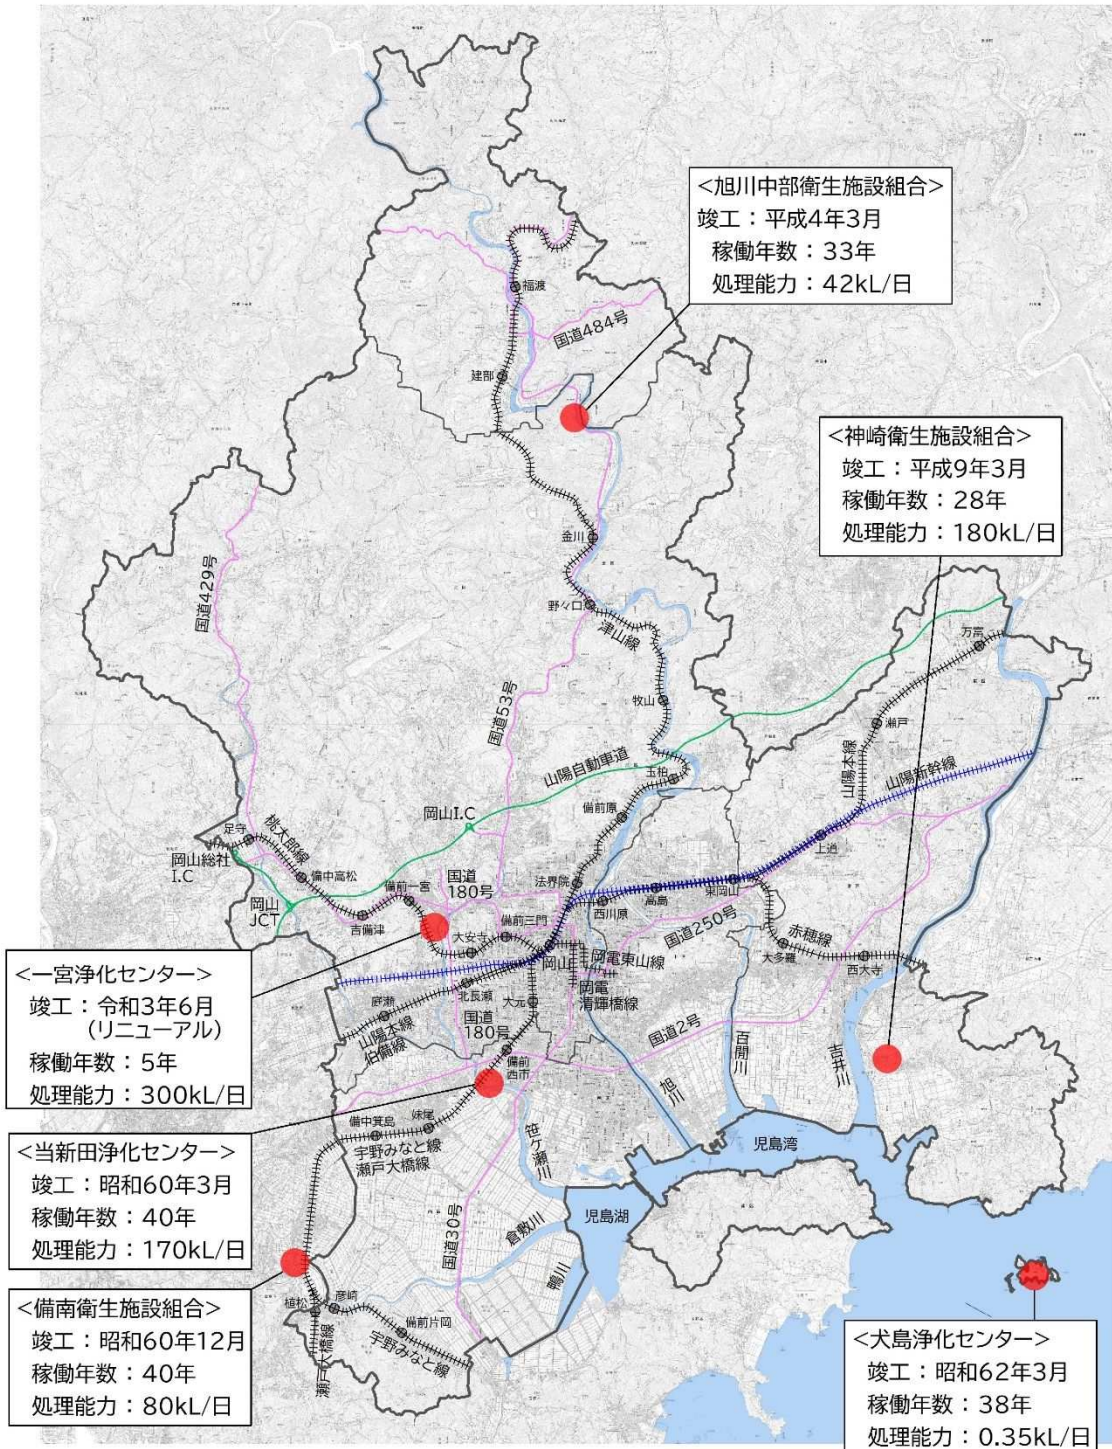 <旭川中部衛生施設組合>
竣工：平成4年3月
稼働年数：33年
処理能力：42kL/日
福渡
国道484号
建部
<神崎衛生施設組合>
竣工：平成9年3月
稼働年数：28年
処理能力：180kL/日
金川
国道429号
野々口
津山線
万富
牧山
国道53号
瀬戸
山陽本線
山陽新幹線
山陽自動車道
玉柏
備前原
岡山I.C
上道
足守
桃太郎線
岡山総社
I.C
備中高松
国道
180号
法界院
東岡山
高島
西川原
備前一宮
岡山
JCT
吉備津
備前三門
国道250号
赤穂線
大安寺
大多羅
西大寺
岡山
岡電東山線
岡電
清輝橋線
<一宮浄化センター>
竣工：令和3年6月
（リニューアル）
稼働年数：5年
処理能力：300kL/日
北長瀬
大元
庭瀬
山陽本線
伯備線
国道
180号
国道2号
備前
西市
百間川
吉井川
旭川
<当新田浄化センター>
竣工：昭和60年3月
稼働年数：40年
処理能力：170kL/日
備中箕島
妹尾
宇野みなと線
瀬戸大橋線
笹ケ瀬川
児島湾
児島湖
国道30号
倉敷川
鴨川
<備南衛生施設組合>
竣工：昭和60年12月
稼働年数：40年
処理能力：80kL/日
植松
彦崎
備前片岡
宇野みなと線
瀬戸大橋線
<犬島浄化センター>
竣工：昭和62年3月
稼働年数：38年
処理能力：0.35kL/日